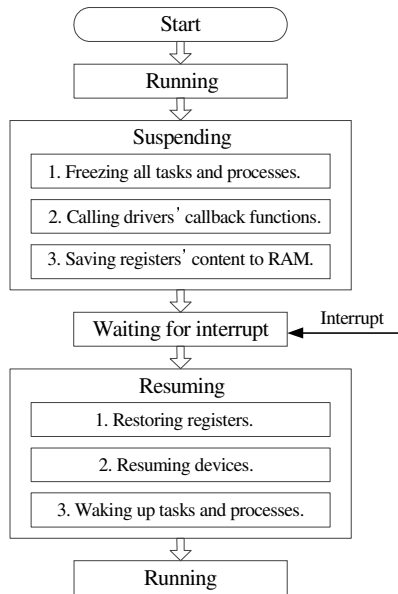 Start
Running
Suspending
1. Freezing all tasks and processes.
2. Calling drivers’ callback functions.
3. Saving registers’ content to RAM.
Waiting for interrupt
Interrupt
Resuming
1. Restoring registers.
2. Resuming devices.
3. Waking up tasks and processes.
Running